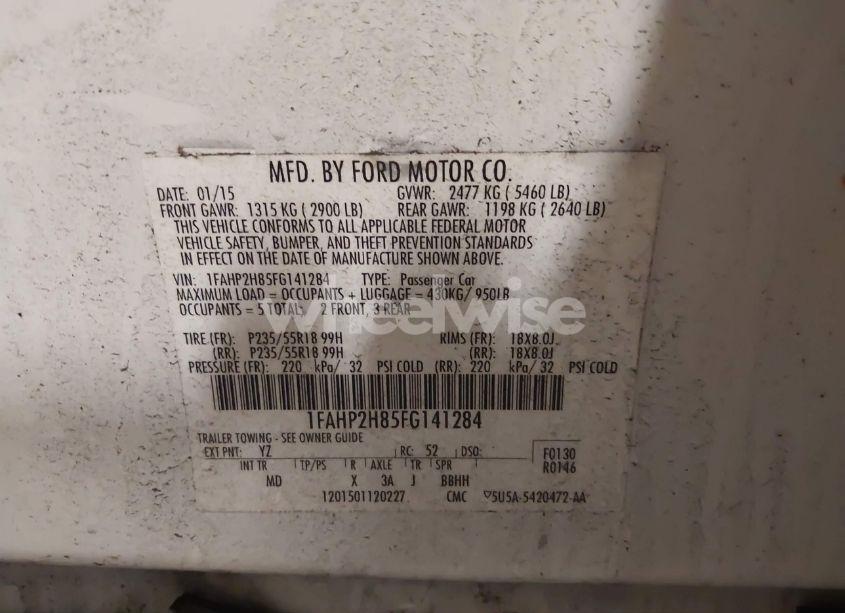 MFD. BY FORD MOTOR CO.
DATE: 01/15 GVWR: 2477 KG ( 5460 LB)
FRONT GAWR: 1315 KG ( 2900 LB) REAR GAWR: 1198 KG ( 2640 LB)
THIS VEHICLE CONFORMS TO ALL APPLICABLE FEDERAL MOTOR
VEHICLE SAFETY, BUMPER, AND THEFT PREVENTION STANDARDS
IN EFFECT ON THE DATE OF MANUFACTURE SHOWN ABOVE.
VIN: 1FAHP2H85FG141284 TYPE: Passenger Car
MAXIMUM LOAD = OCCUPANTS + LUGGAGE = 430KG/ 950LB
OCCUPANTS = 5 TOTAL: 2 FRONT, 3 REAR
wheelwise
TIRE (FR): P235/55R18 99H RIMS (FR): 18X8.0J
(RR): P235/55R18 99H (RR): 18X8.0J
PRESSURE (FR): 220 kPa/ 32 PSI COLD (RR): 220 kPa/ 32 PSI COLD
1FAHP2H85FG141284
TRAILER TOWING - SEE OWNER GUIDE
EXT PNT: YZ RC: 52 DSO: F0130
R0146
INT TR TP/PS R AXLE TR SPR
MD X 3A J BBHH
1201501120227 CMC 5U5A-5420472-AA